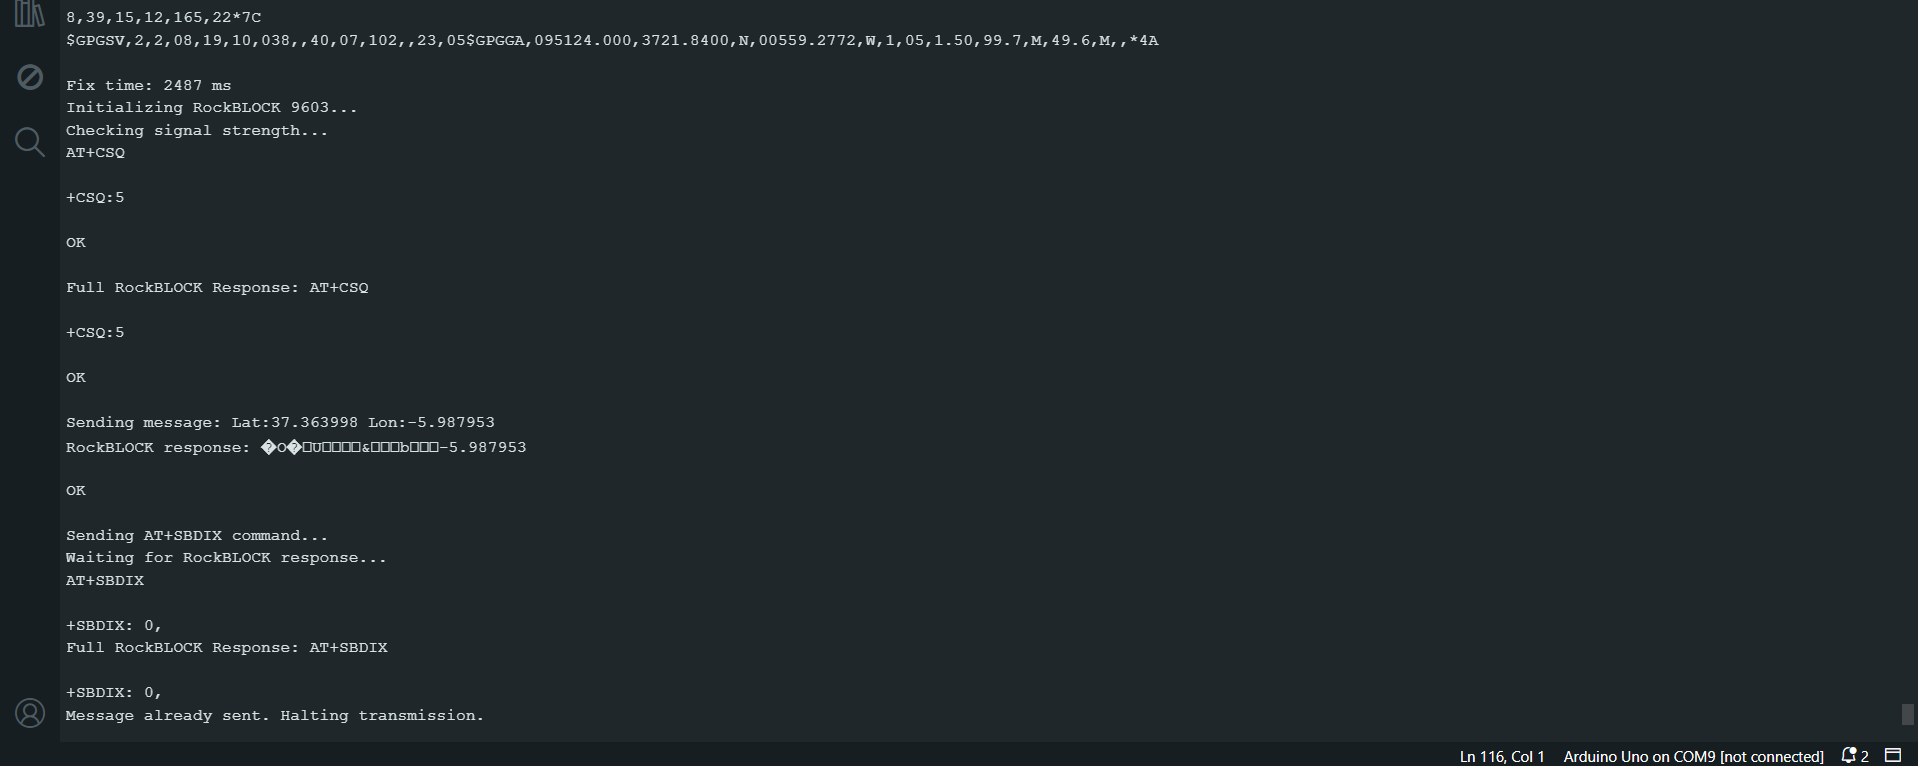 8,39,15,12,165,22*7C
$GPGSV,2,2,08,19,10,038,,40,07,102,,23,05$GPGGA,095124.000,3721.8400,N,00559.2772,W,1,05,1.50,99.7,M,49.6,M,,*4A
Fix time: 2487 ms
Initializing RockBLOCK 9603...
Checking signal strength...
AT+CSQ
+CSQ:5
OK
Full RockBLOCK Response: AT+CSQ
+CSQ:5
OK
Sending message: Lat:37.363998 Lon:-5.987953
RockBLOCK response: �O�□U□□□□&□□□b□□□-5.987953
OK
Sending AT+SBDIX command...
Waiting for RockBLOCK response...
AT+SBDIX
+SBDIX: 0,
Full RockBLOCK Response: AT+SBDIX
+SBDIX: 0,
Message already sent. Halting transmission.
Ln 116, Col 1 Arduino Uno on COM9 [not connected] 2